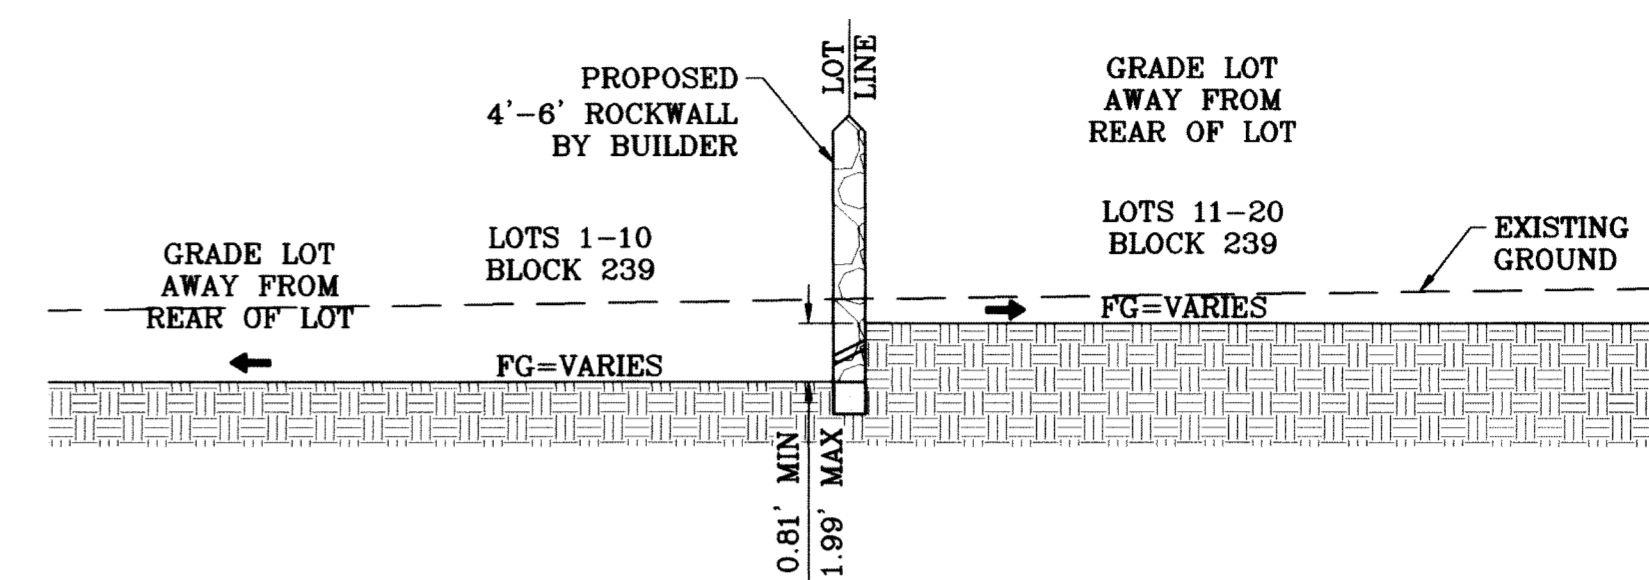 PROPOSED
4'-6' ROCKWALL
BY BUILDER
LOT
LINE
GRADE LOT
AWAY FROM
REAR OF LOT
LOTS 11-20
BLOCK 239
EXISTING
GROUND
LOTS 1-10
BLOCK 239
GRADE LOT
AWAY FROM
REAR OF LOT
FG=VARIES
FG=VARIES
0.81' MIN
1.99' MAX